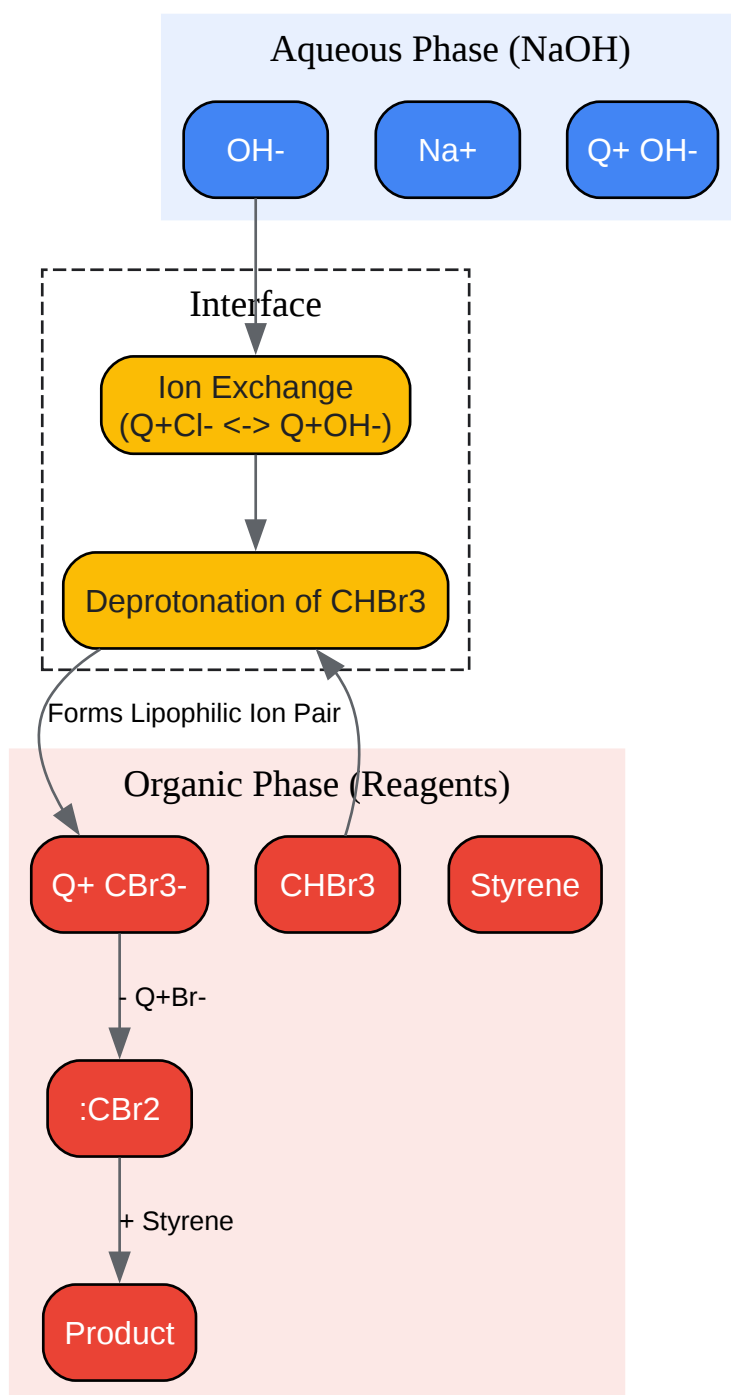 Aqueous Phase (NaOH)
OH-
Na+
Q+ OH-
Interface
Ion Exchange
(Q+Cl- <-> Q+OH-)
Deprotonation of CHBr3
Forms Lipophilic Ion Pair
Organic Phase (Reagents)
Q+ CBr3-
CHBr3
Styrene
- Q+Br-
:CBr2
+ Styrene
Product